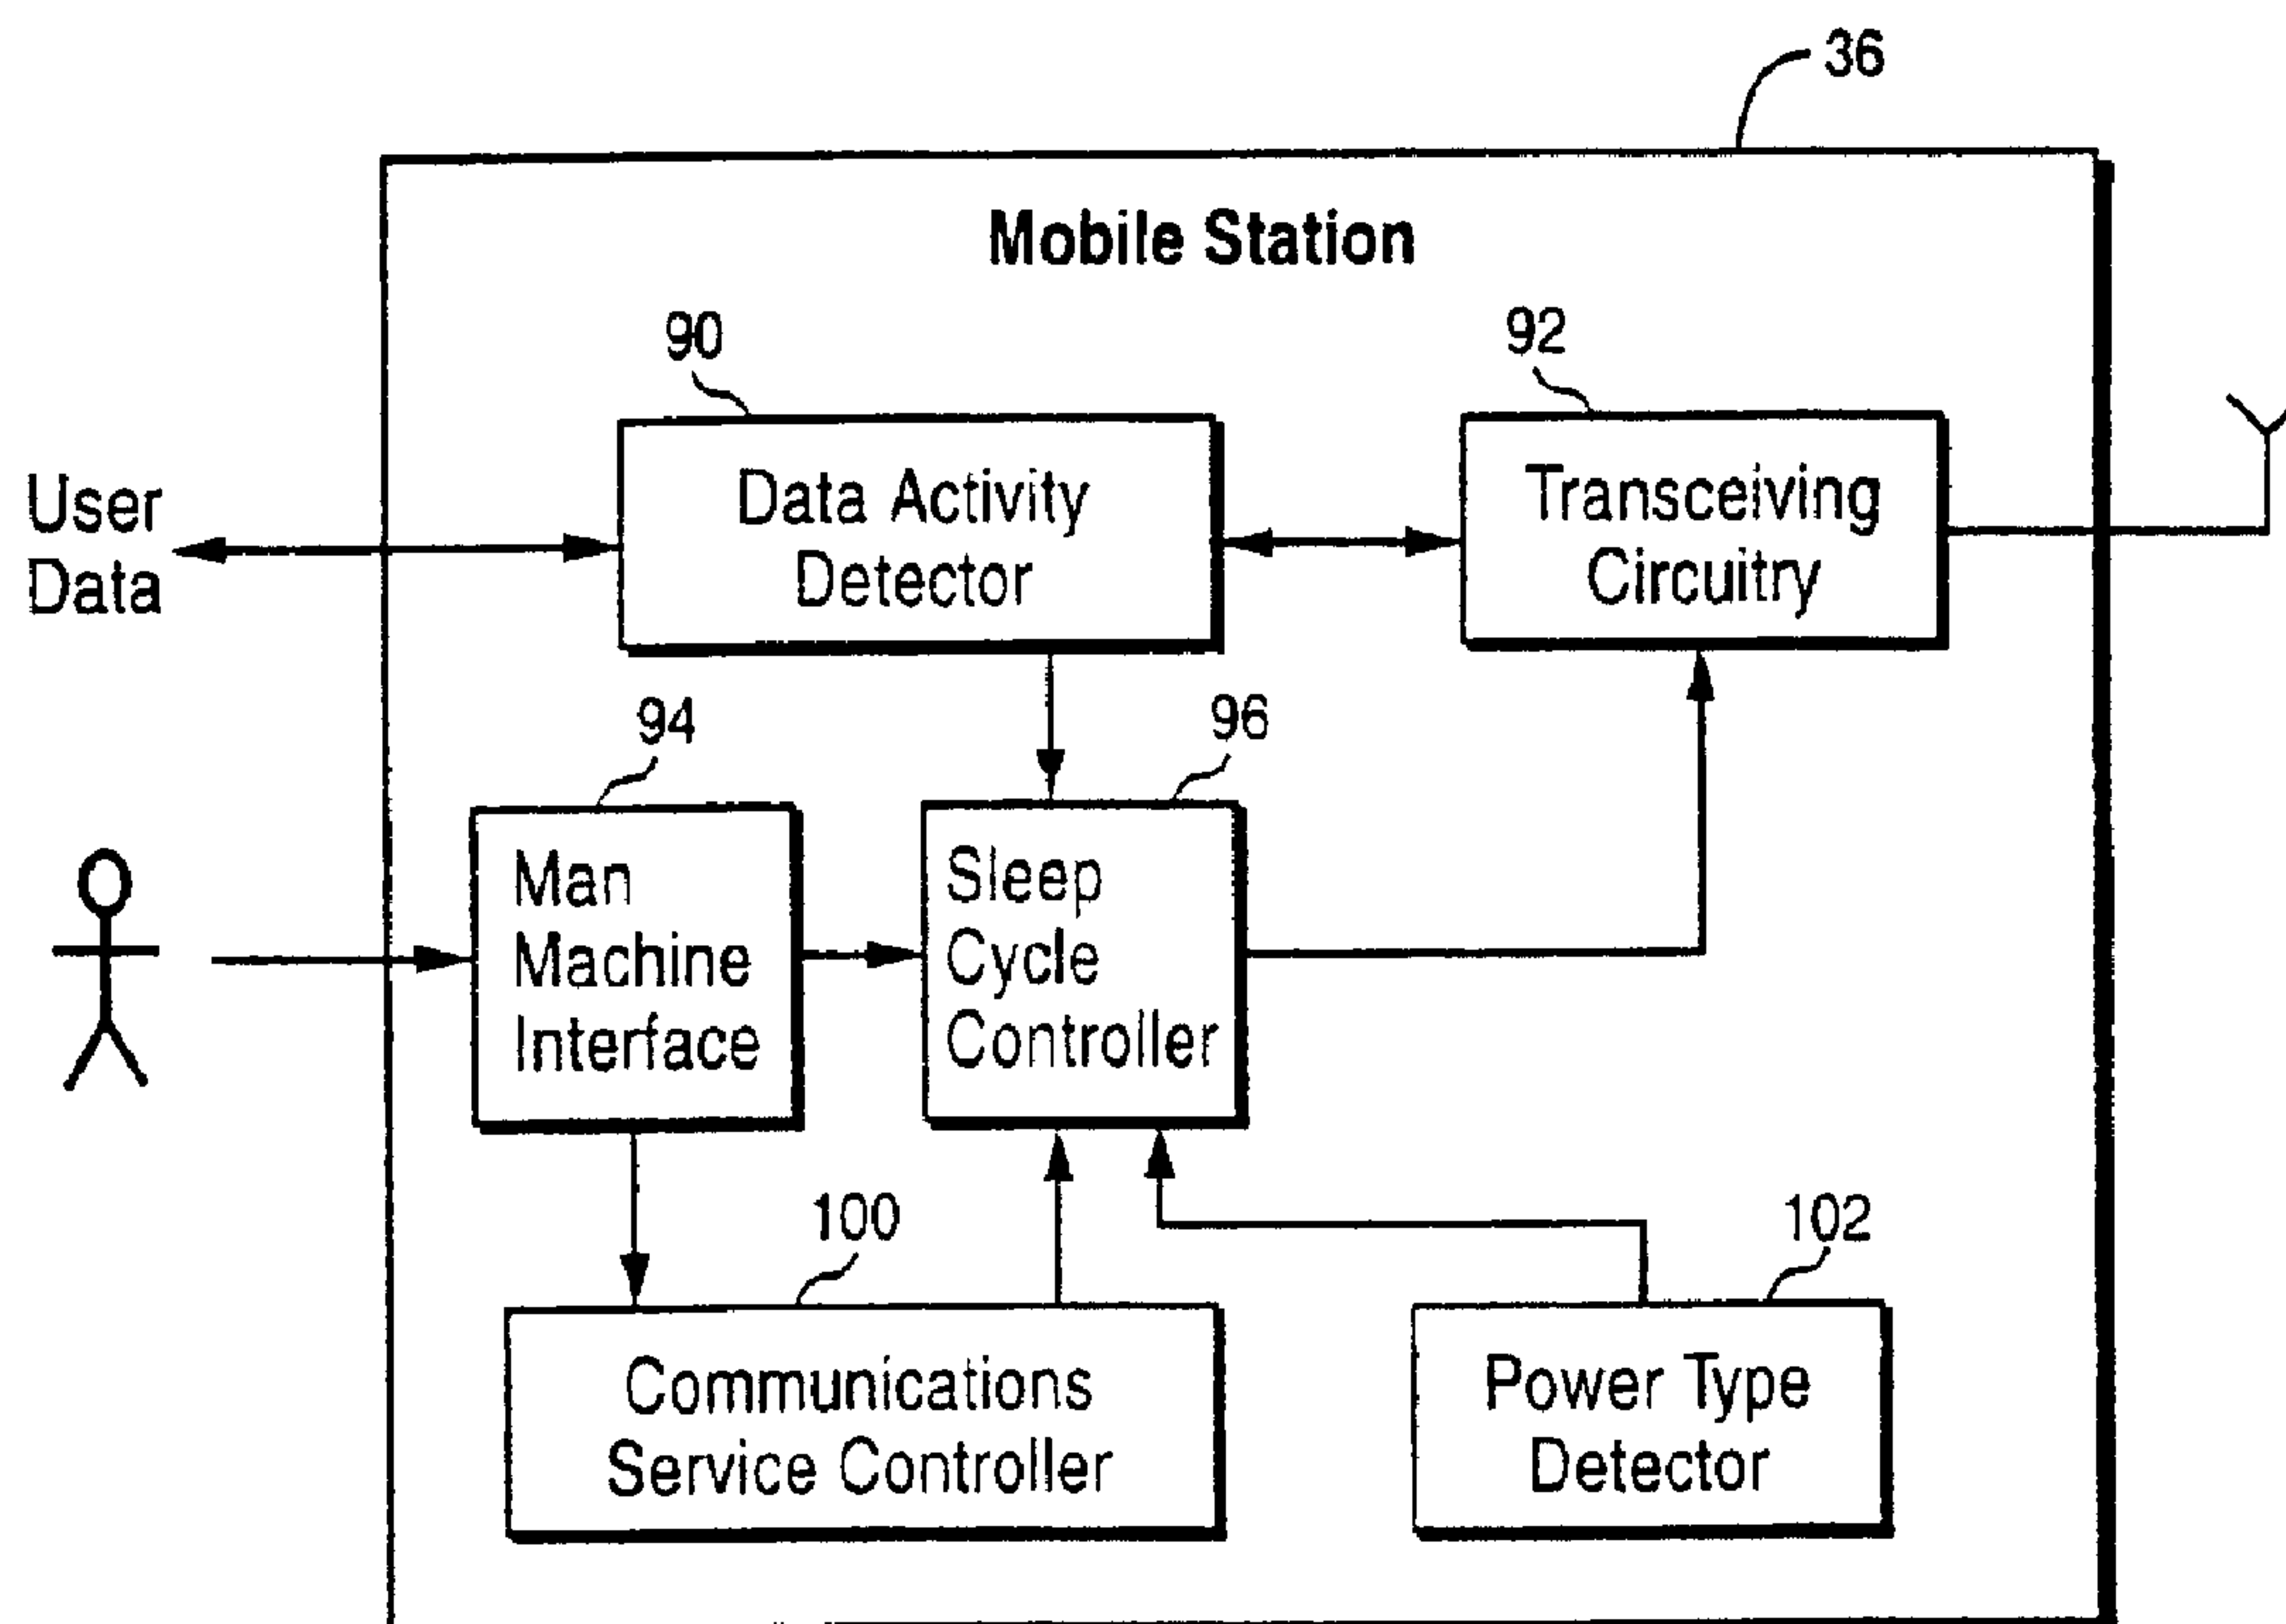 36
Mobile Station
90
92
User
Data
Data Activity
Detector
Transceiving
Circuitry
94
96
Man
Machine
Interface
Sleep
Cycle
Controller
100
102
Communications
Service Controller
Power Type
Detector